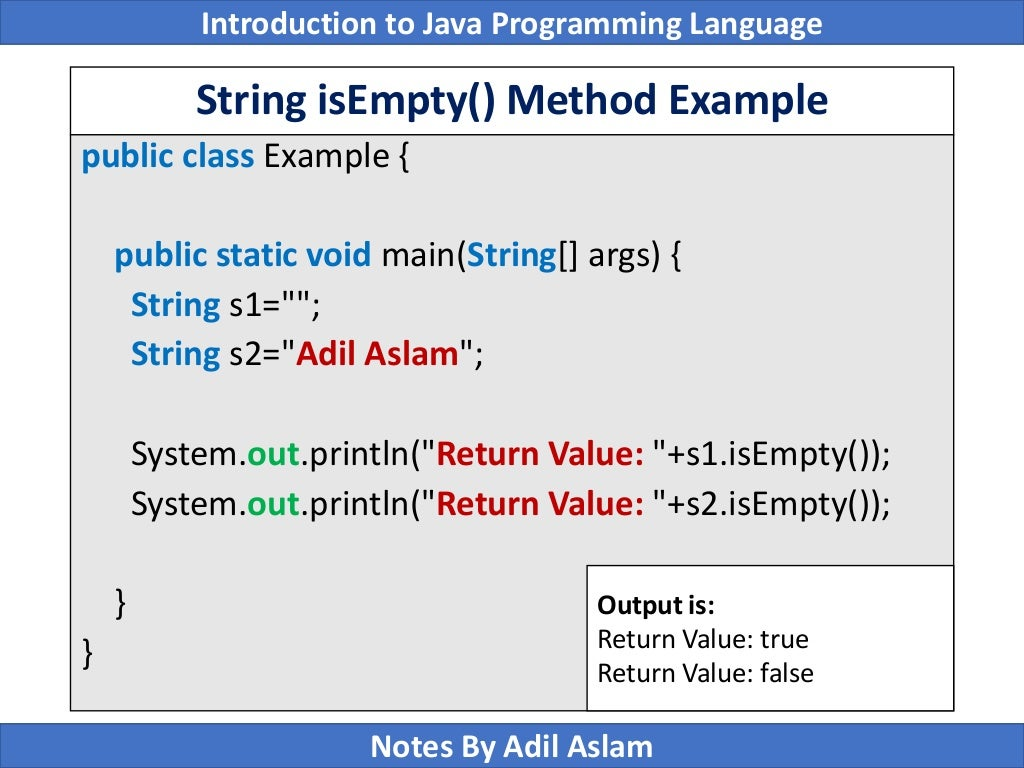 Introduction to Java Programming Language
String isEmpty() Method Example
public class Example {
public static void main(String[] args) {
String s1="";
String s2="Adil Aslam";
System.out.println("Return Value: "+s1.isEmpty());
System.out.println("Return Value: "+s2.isEmpty());
}
}
Output is:
Return Value: true
Return Value: false
Notes By Adil Aslam